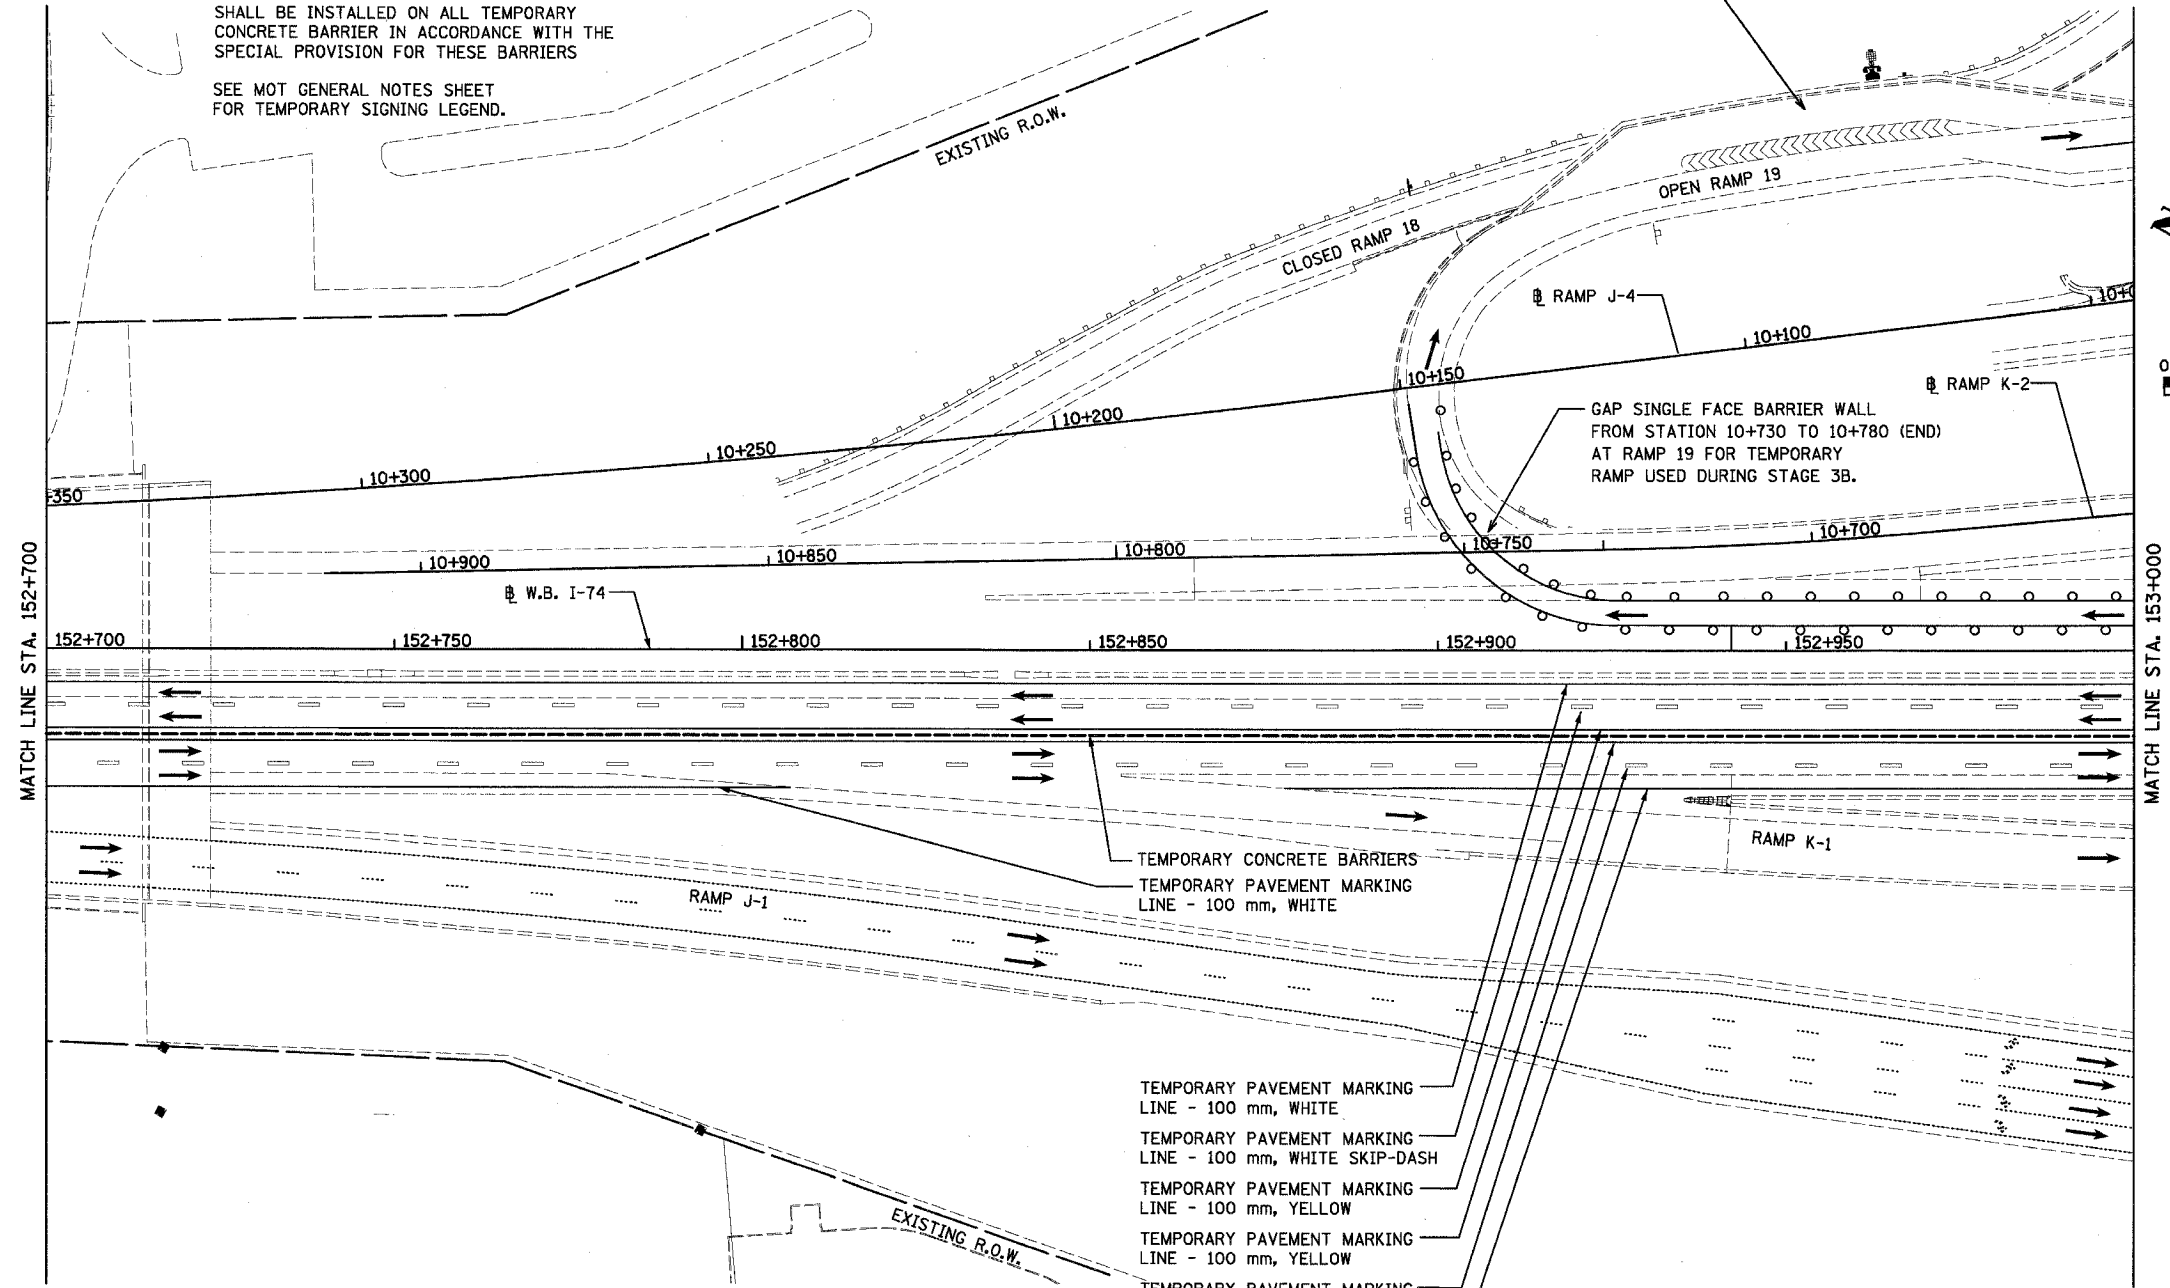 SHALL BE INSTALLED ON ALL TEMPORARY
CONCRETE BARRIER IN ACCORDANCE WITH THE
SPECIAL PROVISION FOR THESE BARRIERS
SEE MOT GENERAL NOTES SHEET
FOR TEMPORARY SIGNING LEGEND.
EXISTING R.O.W.
OPEN RAMP 19
CLOSED RAMP 18
RAMP J-4
10+0
10+100
10+150
10+200
10+250
10+300
350
RAMP K-2
GAP SINGLE FACE BARRIER WALL
FROM STATION 10+730 TO 10+780 (END)
AT RAMP 19 FOR TEMPORARY
RAMP USED DURING STAGE 3B.
10+900
10+850
10+800
10+750
10+700
W.B. I-74
MATCH LINE STA. 152+700
MATCH LINE STA. 153+000
152+700
152+750
152+800
152+850
152+900
152+950
RAMP K-1
TEMPORARY CONCRETE BARRIERS
TEMPORARY PAVEMENT MARKING
LINE - 100 mm, WHITE
RAMP J-1
TEMPORARY PAVEMENT MARKING
LINE - 100 mm, WHITE
TEMPORARY PAVEMENT MARKING
LINE - 100 mm, WHITE SKIP-DASH
TEMPORARY PAVEMENT MARKING
LINE - 100 mm, YELLOW
TEMPORARY PAVEMENT MARKING
LINE - 100 mm, YELLOW
TEMPORARY PAVEMENT MARKING
EXISTING R.O.W.